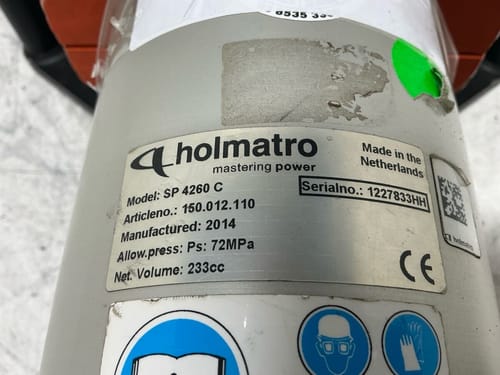 holmatro
mastering power
Made in the
Netherlands
Model: SP 4260 C
Serialno.: 1227833HH
Articleno.: 150.012.110
Manufactured: 2014
Allow.press: Ps: 72MPa
Net. Volume: 233cc
CE
holmatro